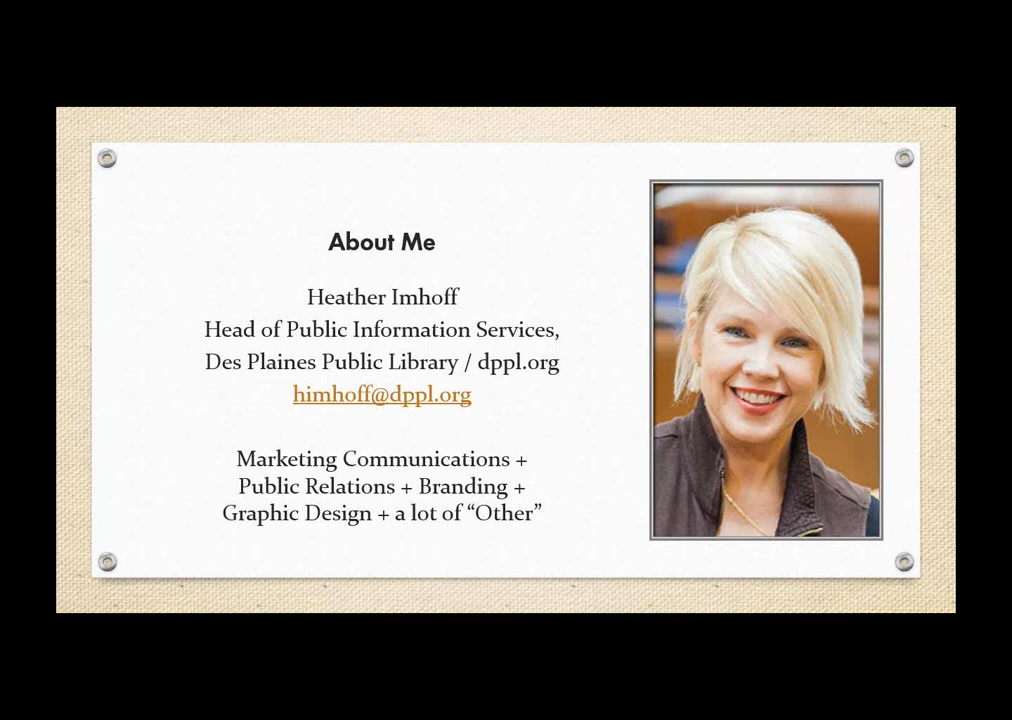 About Me
Heather Imhoff
Head of Public Information Services,
Des Plaines Public Library / dppl.org
himhoff@dppl.org
Marketing Communications +
Public Relations + Branding +
Graphic Design + a lot of “Other”